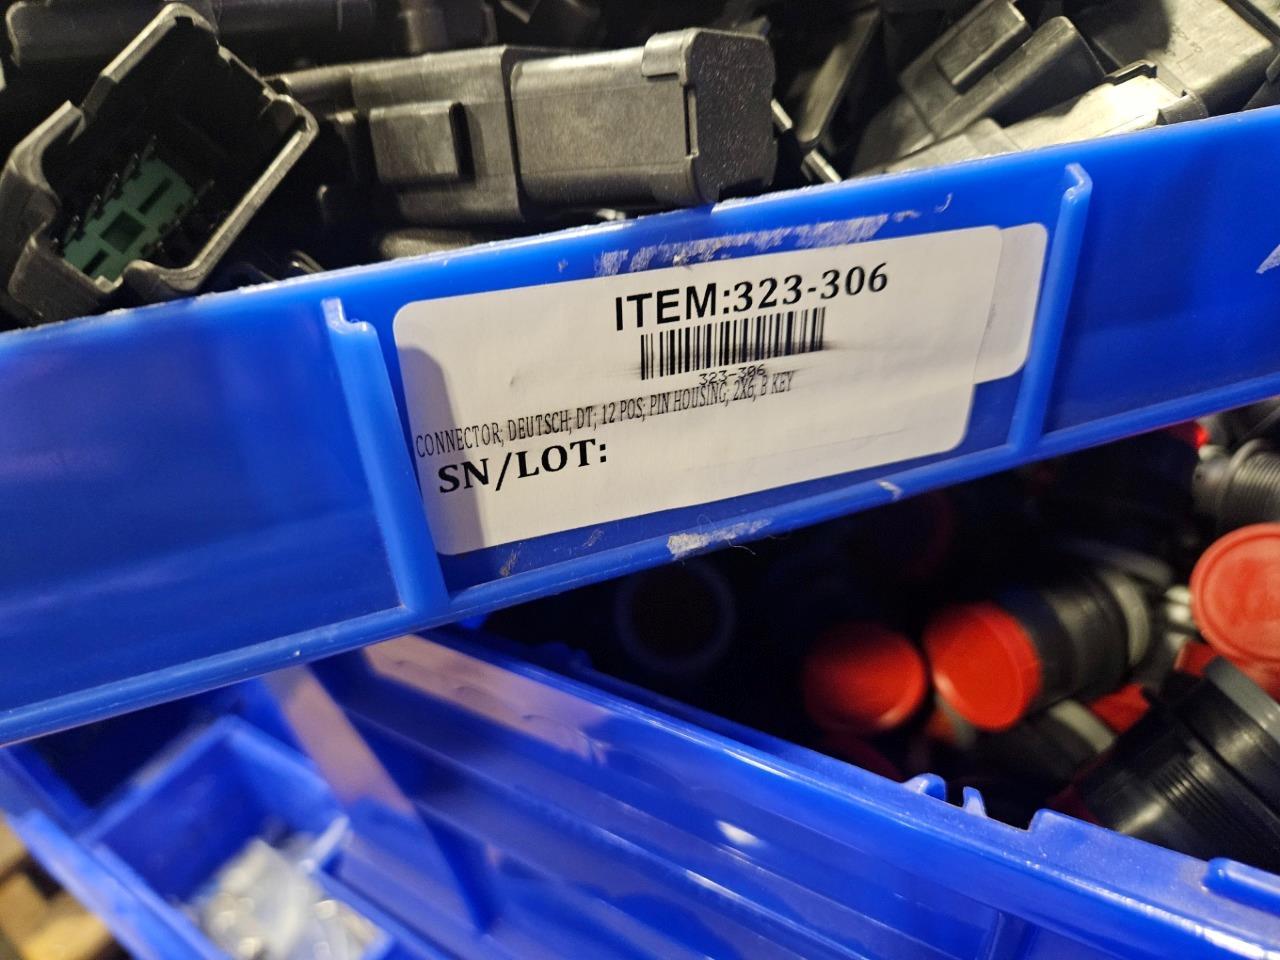 ITEM:323-306
323-306
CONNECTOR; DEUTSCH; DT; 12 POS; PIN HOUSING; 2X6; B KEY
SN/LOT: